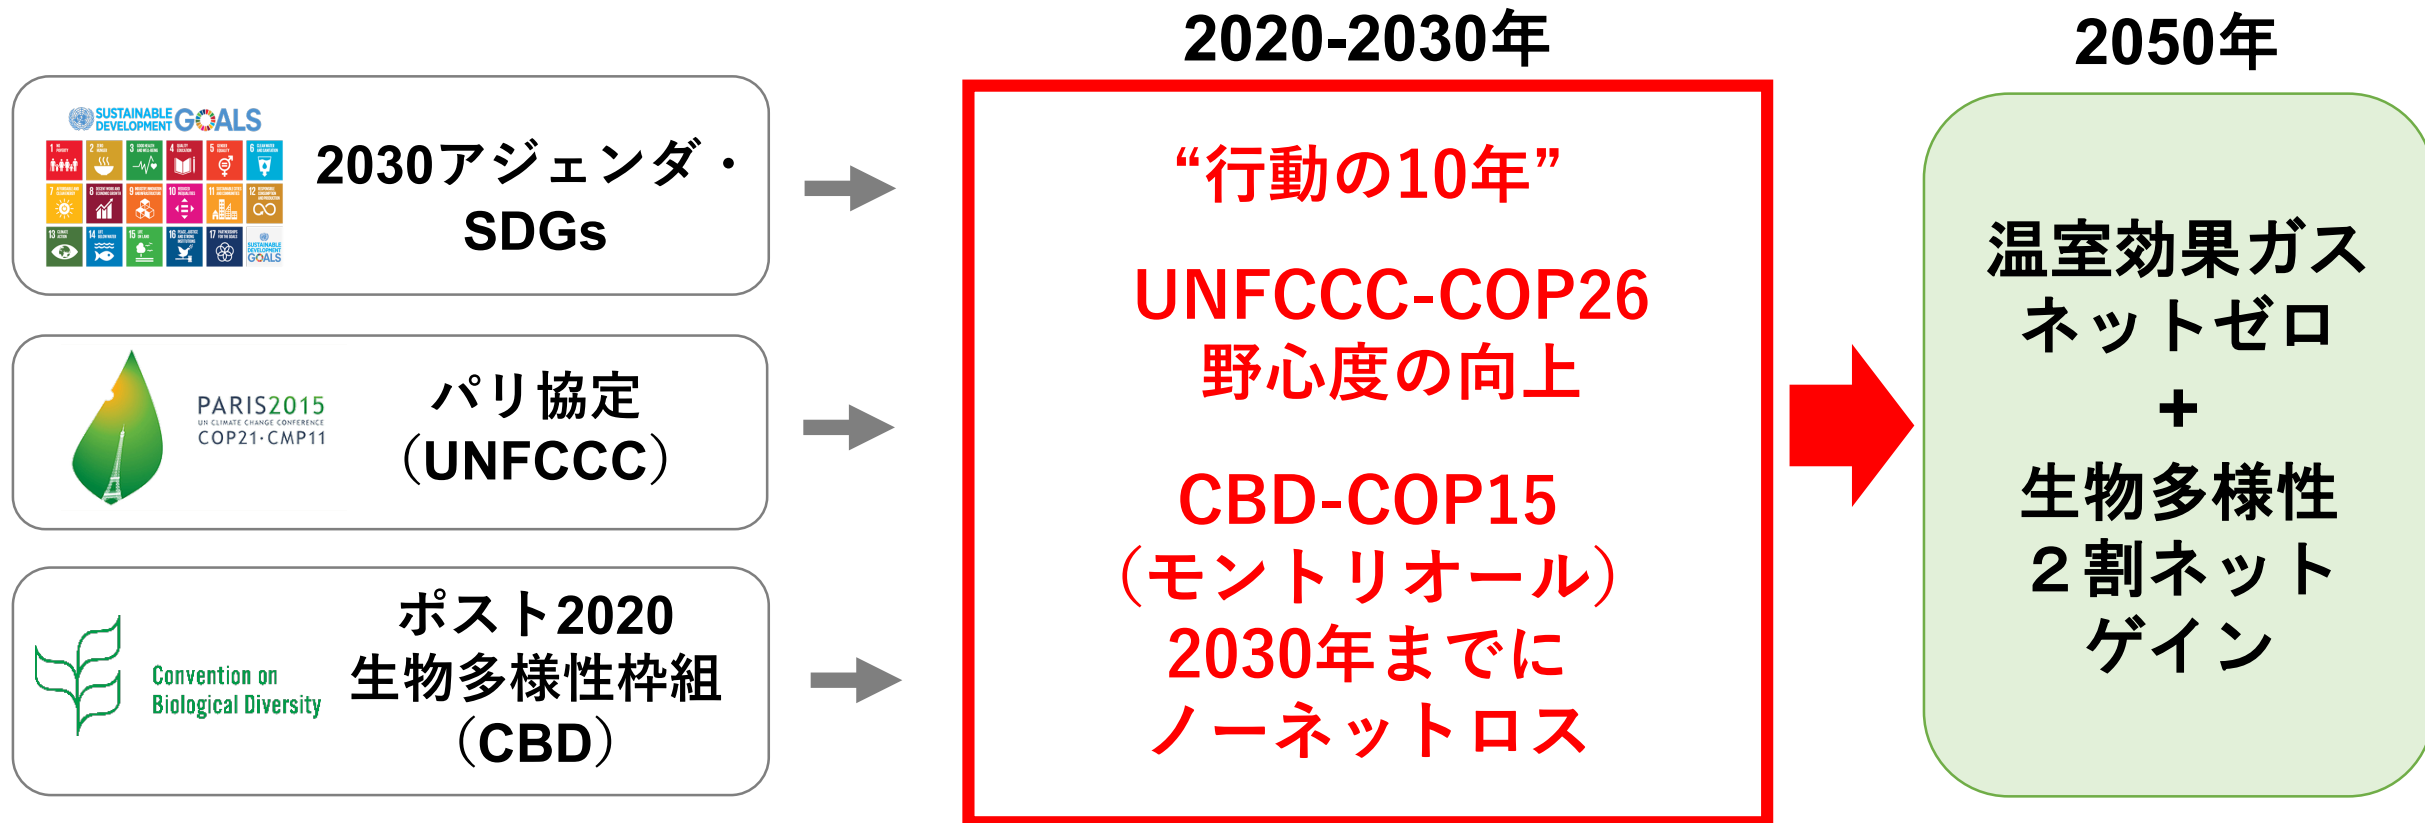 2020-2030年
2050年
SUSTAINABLE
DEVELOPMENT GOALS
2030アジェンダ・
SDGs
PARIS2015
UN CLIMATE CHANGE CONFERENCE
COP21·CMP11
パリ協定
（UNFCCC）
Convention on
Biological Diversity
ポスト2020
生物多様性枠組
（CBD）
“行動の10年”
UNFCCC-COP26
野心度の向上
CBD-COP15
（モントリオール）
2030年までに
ノーネットロス
温室効果ガス
ネットゼロ
+
生物多様性
２割ネット
ゲイン